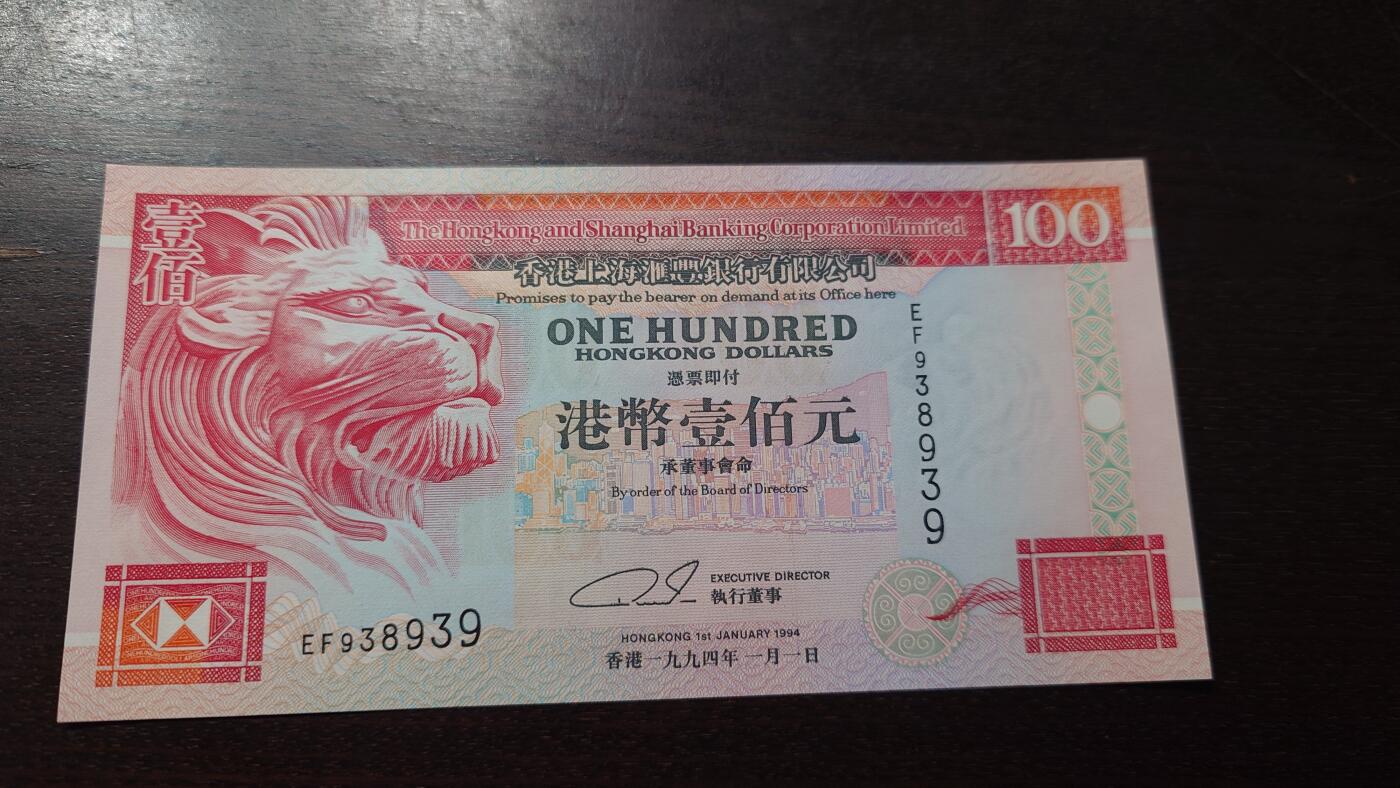 壹佰
The Hongkong and Shanghai Banking Corporation Limited
100
香港上海滙豐銀行有限公司
Promises to pay the bearer on demand at its Office here
ONE HUNDRED
HONGKONG DOLLARS
憑票即付
港幣壹佰元
承董事會命
By order of the Board of Directors
EF938939
EXECUTIVE DIRECTOR
執行董事
EF938939
HONGKONG 1st JANUARY 1994
香港一九九四年一月一日